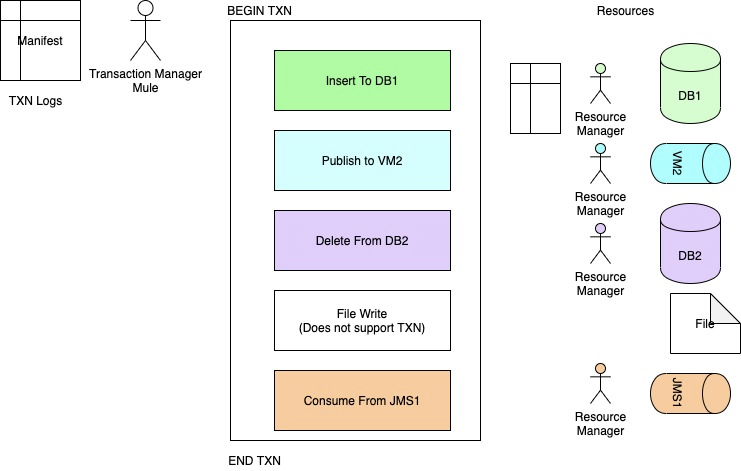 BEGIN TXN
Resources
Manifest
TXN Logs
Transaction Manager
Mule
Insert To DB1
Publish to VM2
Delete From DB2
File Write
(Does not support TXN)
Consume From JMS1
END TXN
Resource
Manager
DB1
Resource
Manager
VM2
Resource
Manager
DB2
File
Resource
Manager
JMS1